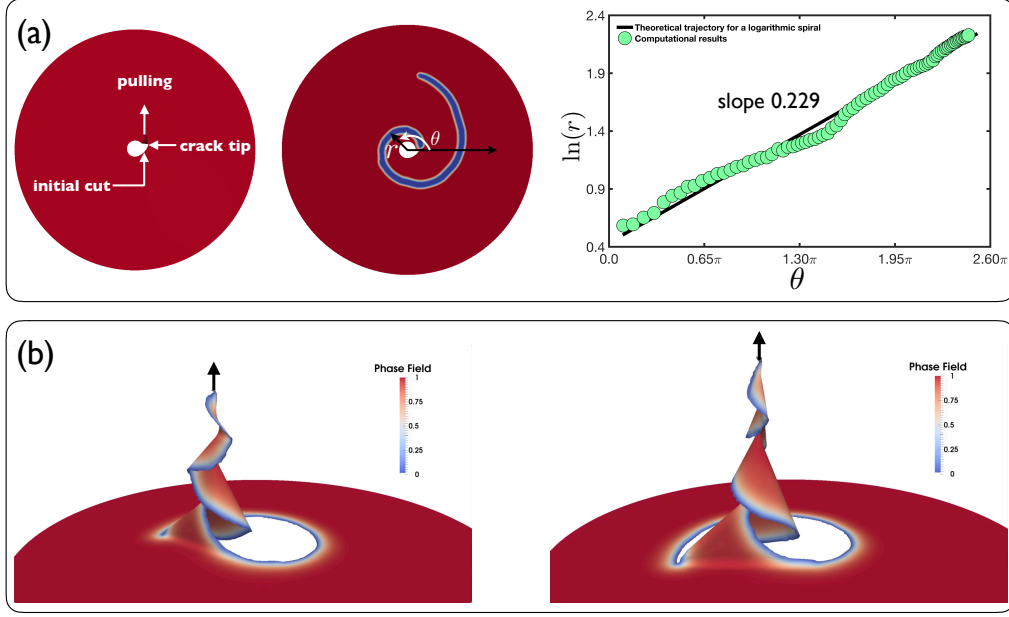 (a)
pulling
crack tip
initial cut
r
θ
Theoretical trajectory for a logarithmic spiral
Computational results
slope 0.229
ln(r)
2.4
1.9
1.4
0.9
0.4
0.0
0.65π
1.30π
1.95π
2.60π
θ
(b)
Phase Field
1
0.75
0.5
0.25
0
Phase Field
1
0.75
0.5
0.25
0